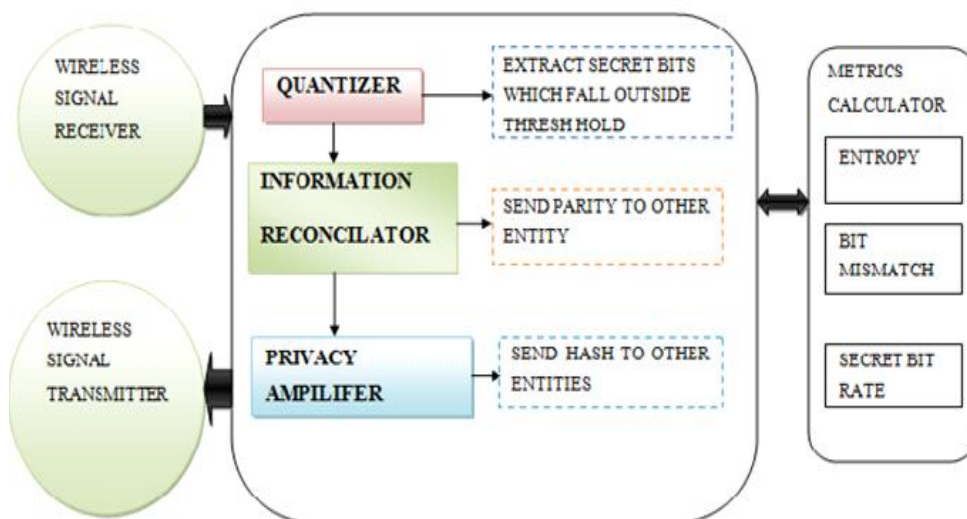 WIRELESS
SIGNAL
RECEIVER
QUANTIZER
EXTRACT SECRET BITS
WHICH FALL OUTSIDE
THRESH HOLD
INFORMATION
RECONCILATOR
SEND PARITY TO OTHER
ENTITY
PRIVACY
AMPILIFER
SEND HASH TO OTHER
ENTITIES
WIRELESS
SIGNAL
TRANSMITTER
METRICS
CALCULATOR
ENTROPY
BIT
MISMATCH
SECRET BIT
RATE